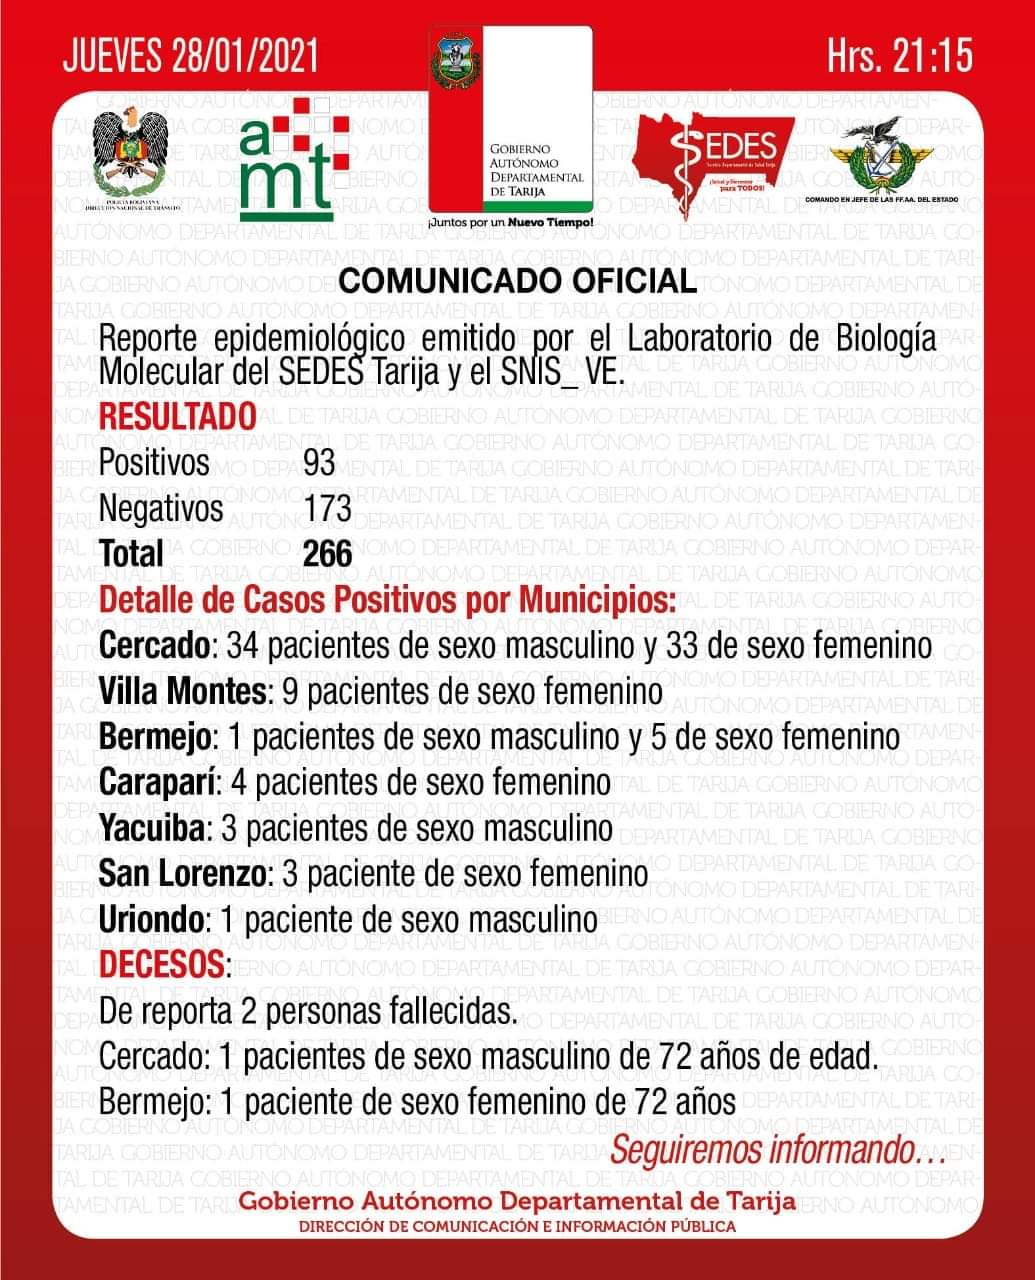 JUEVES 28/01/2021
Hrs. 21:15
POLICÍA BOLIVIANA
DIRECCIÓN NACIONAL DE TRÁNSITO
amt
GOBIERNO
AUTÓNOMO
DEPARTAMENTAL
DE TARIJA
¡Juntos por un Nuevo Tiempo!
SEDES
Servicio Departamental de Salud Tarija
¡Salud y Bienestar
para TODOS!
COMANDO EN JEFE DE LAS FF.AA. DEL ESTADO
COMUNICADO OFICIAL
Reporte epidemiológico emitido por el Laboratorio de Biología
Molecular del SEDES Tarija y el SNIS_ VE.
RESULTADO
Positivos 93
Negativos 173
Total 266
Detalle de Casos Positivos por Municipios:
Cercado: 34 pacientes de sexo masculino y 33 de sexo femenino
Villa Montes: 9 pacientes de sexo femenino
Bermejo: 1 pacientes de sexo masculino y 5 de sexo femenino
Caraparí: 4 pacientes de sexo femenino
Yacuiba: 3 pacientes de sexo masculino
San Lorenzo: 3 paciente de sexo femenino
Uriondo: 1 paciente de sexo masculino
DECESOS:
De reporta 2 personas fallecidas.
Cercado: 1 pacientes de sexo masculino de 72 años de edad.
Bermejo: 1 paciente de sexo femenino de 72 años
Seguiremos informando...
Gobierno Autónomo Departamental de Tarija
DIRECCIÓN DE COMUNICACIÓN E INFORMACIÓN PÚBLICA